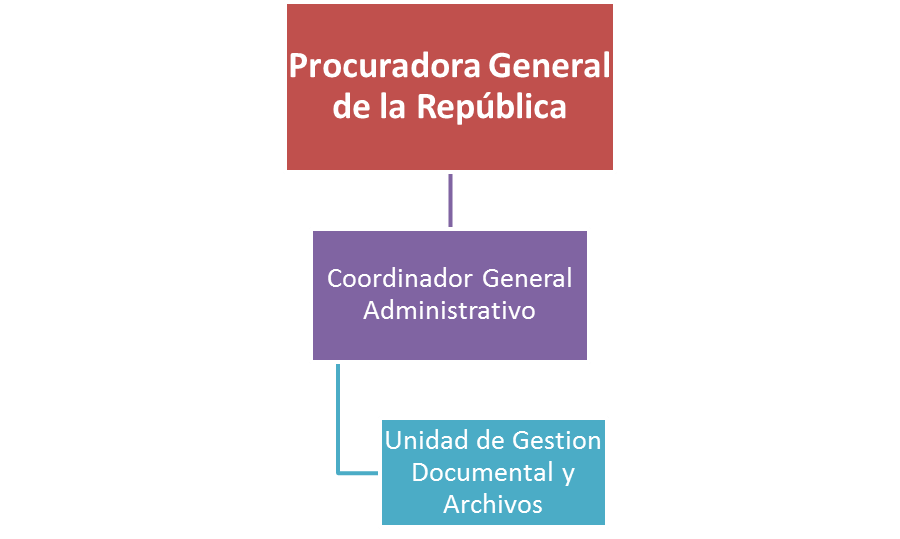 Procuradora General
de la República
Coordinador General
Administrativo
Unidad de Gestion
Documental y
Archivos